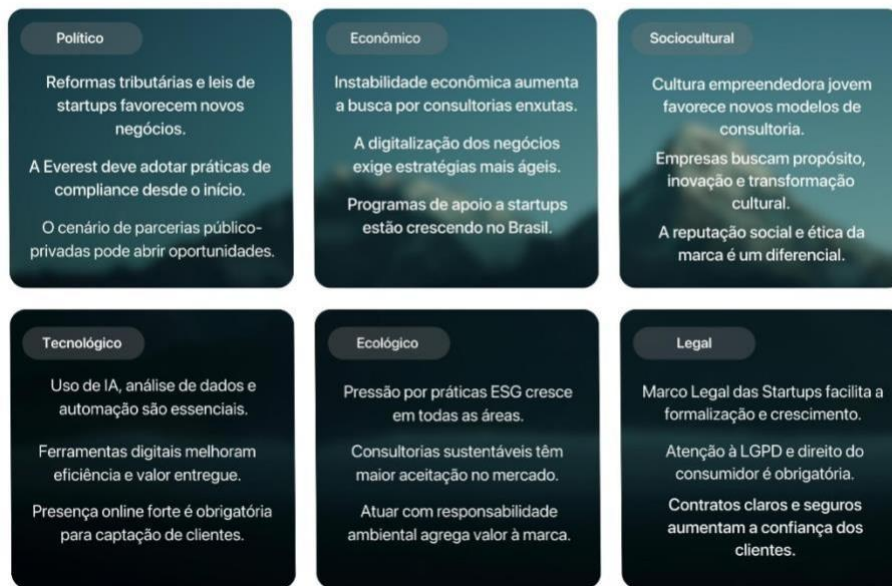 Político
Reformas tributárias e leis de
startups favorecem novos
negócios.
A Everest deve adotar práticas de
compliance desde o início.
O cenário de parcerias público-
privadas pode abrir oportunidades.
Econômico
Instabilidade econômica aumenta
a busca por consultorias enxutas.
A digitalização dos negócios
exige estratégias mais ágeis.
Programas de apoio a startups
estão crescendo no Brasil.
Sociocultural
Cultura empreendedora jovem
favorece novos modelos de
consultoria.
Empresas buscam propósito,
inovação e transformação
cultural.
A reputação social e ética da
marca é um diferencial.
Tecnológico
Uso de IA, análise de dados e
automação são essenciais.
Ferramentas digitais melhoram
eficiência e valor entregue.
Presença online forte é obrigatória
para captação de clientes.
Ecológico
Pressão por práticas ESG cresce
em todas as áreas.
Consultorias sustentáveis têm
maior aceitação no mercado.
Atuar com responsabilidade
ambiental agrega valor à marca.
Legal
Marco Legal das Startups facilita a
formalização e crescimento.
Atenção à LGPD e direito do
consumidor é obrigatória.
Contratos claros e seguros
aumentam a confiança dos
clientes.